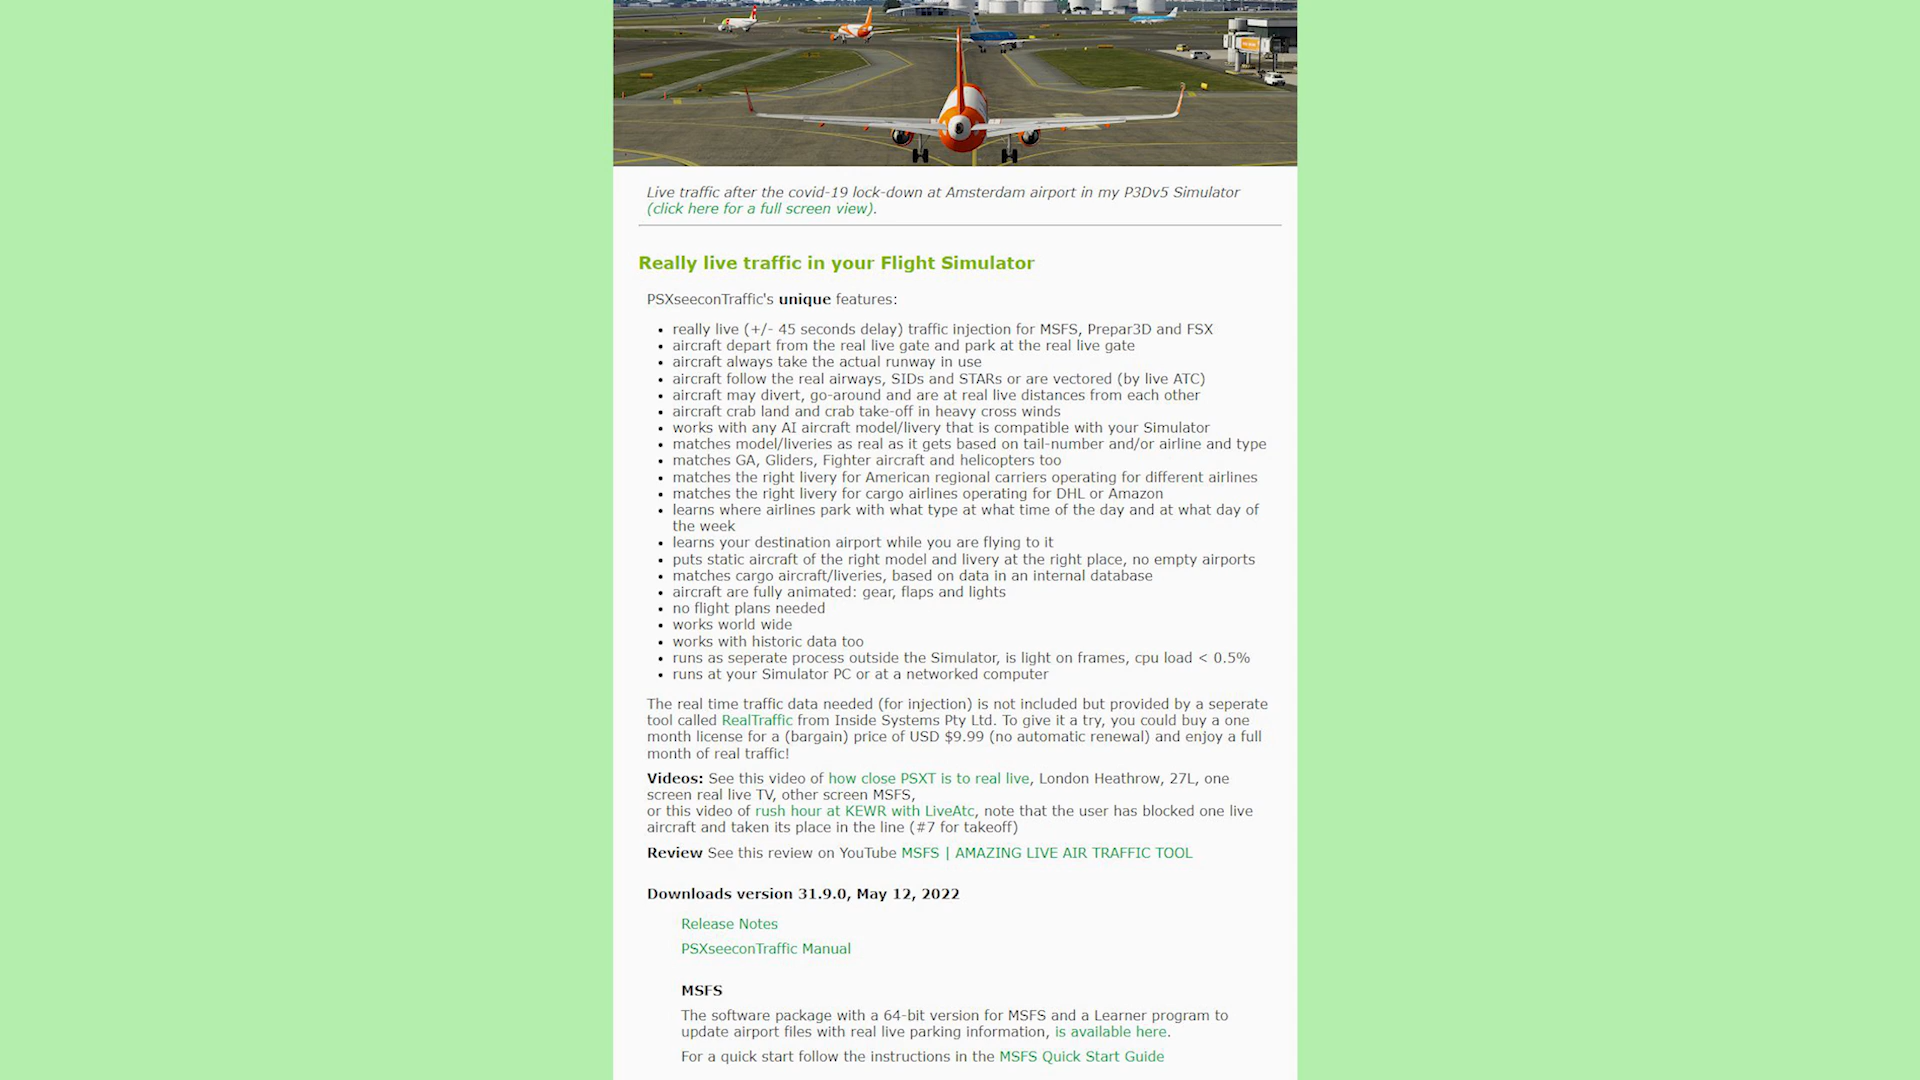 Live traffic after the covid-19 lock-down at Amsterdam airport in my P3Dv5 Simulator
(click here for a full screen view).
Really live traffic in your Flight Simulator
PSXseeconTraffic's unique features:
• really live (+/- 45 seconds delay) traffic injection for MSFS, Prepar3D and FSX
• aircraft depart from the real live gate and park at the real live gate
• aircraft always take the actual runway in use
• aircraft follow the real airways, SIDs and STARs or are vectored (by live ATC)
• aircraft may divert, go-around and are at real live distances from each other
• aircraft crab land and crab take-off in heavy cross winds
• works with any AI aircraft model/livery that is compatible with your Simulator
• matches model/liveries as real as it gets based on tail-number and/or airline and type
• matches GA, Gliders, Fighter aircraft and helicopters too
• matches the right livery for American regional carriers operating for different airlines
• matches the right livery for cargo airlines operating for DHL or Amazon
• learns where airlines park with what type at what time of the day and at what day of
the week
• learns your destination airport while you are flying to it
• puts static aircraft of the right model and livery at the right place, no empty airports
• matches cargo aircraft/liveries, based on data in an internal database
• aircraft are fully animated: gear, flaps and lights
• no flight plans needed
• works world wide
• works with historic data too
• runs as seperate process outside the Simulator, is light on frames, cpu load < 0.5%
• runs at your Simulator PC or at a networked computer
The real time traffic data needed (for injection) is not included but provided by a seperate
tool called RealTraffic from Inside Systems Pty Ltd. To give it a try, you could buy a one
month license for a (bargain) price of USD $9.99 (no automatic renewal) and enjoy a full
month of real traffic!
Videos: See this video of how close PSXT is to real live, London Heathrow, 27L, one
screen real live TV, other screen MSFS,
or this video of rush hour at KEWR with LiveAtc, note that the user has blocked one live
aircraft and taken its place in the line (#7 for takeoff)
Review See this review on YouTube MSFS | AMAZING LIVE AIR TRAFFIC TOOL
Downloads version 31.9.0, May 12, 2022
Release Notes
PSXseeconTraffic Manual
MSFS
The software package with a 64-bit version for MSFS and a Learner program to
update airport files with real live parking information, is available here.
For a quick start follow the instructions in the MSFS Quick Start Guide